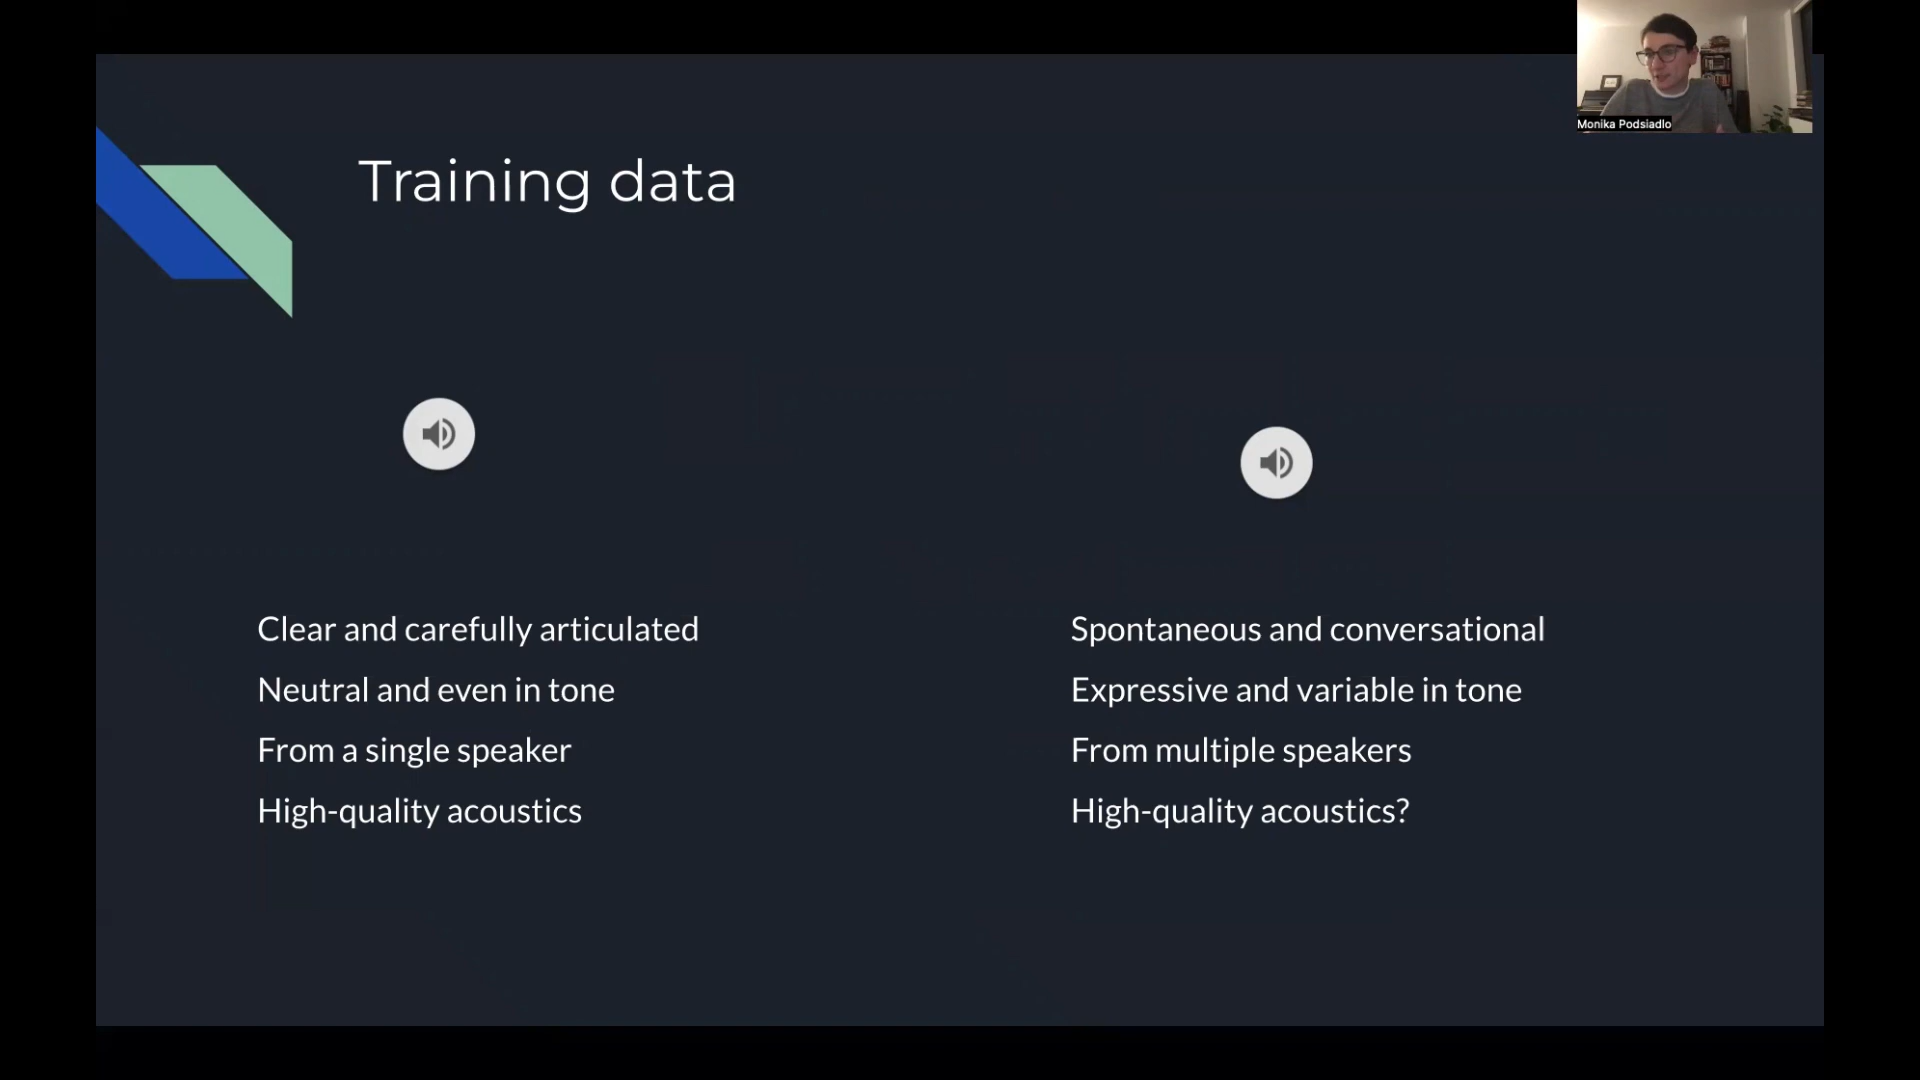 Monika Podsiadlo
Training data
Clear and carefully articulated
Neutral and even in tone
From a single speaker
High-quality acoustics
Spontaneous and conversational
Expressive and variable in tone
From multiple speakers
High-quality acoustics?